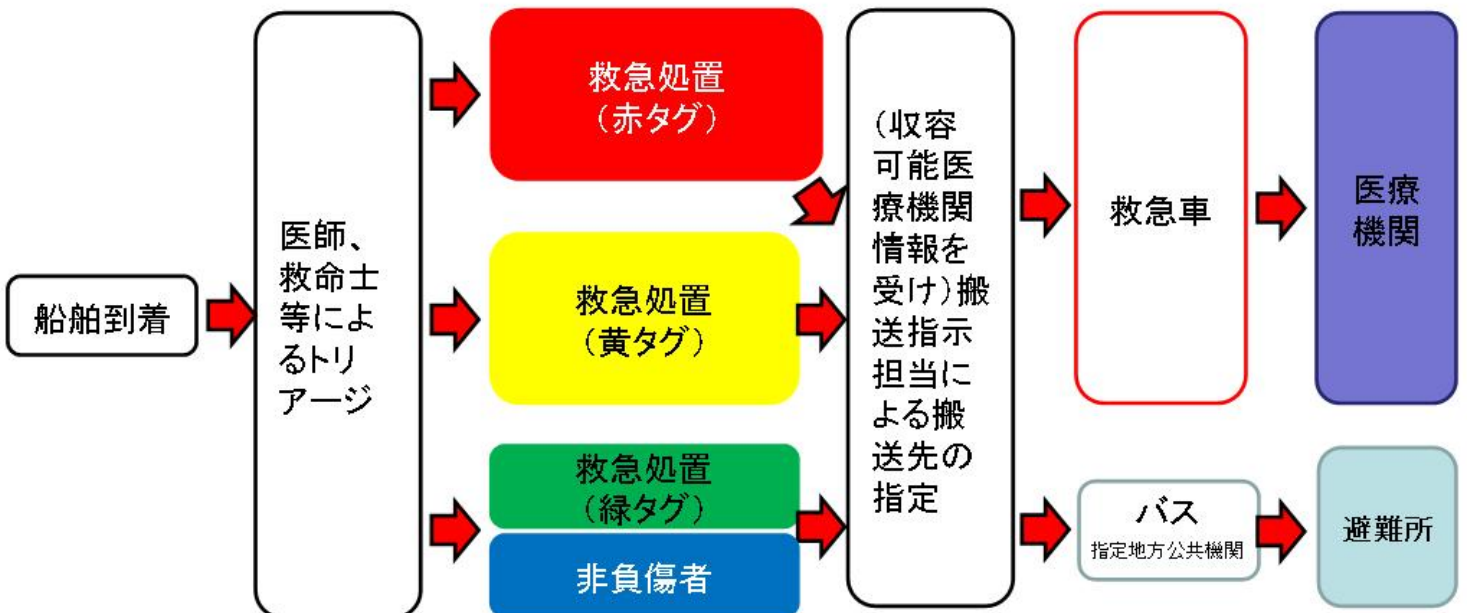 船舶到着
医師、
救命士
等によ
るトリ
アージ
救急処置
（赤タグ）
救急処置
（黄タグ）
救急処置
（緑タグ）
非負傷者
（収容
可能医
療機関
情報を
受け）搬
送指示
担当に
よる搬
送先の
指定
救急車
医療
機関
バス
指定地方公共機関
避難所